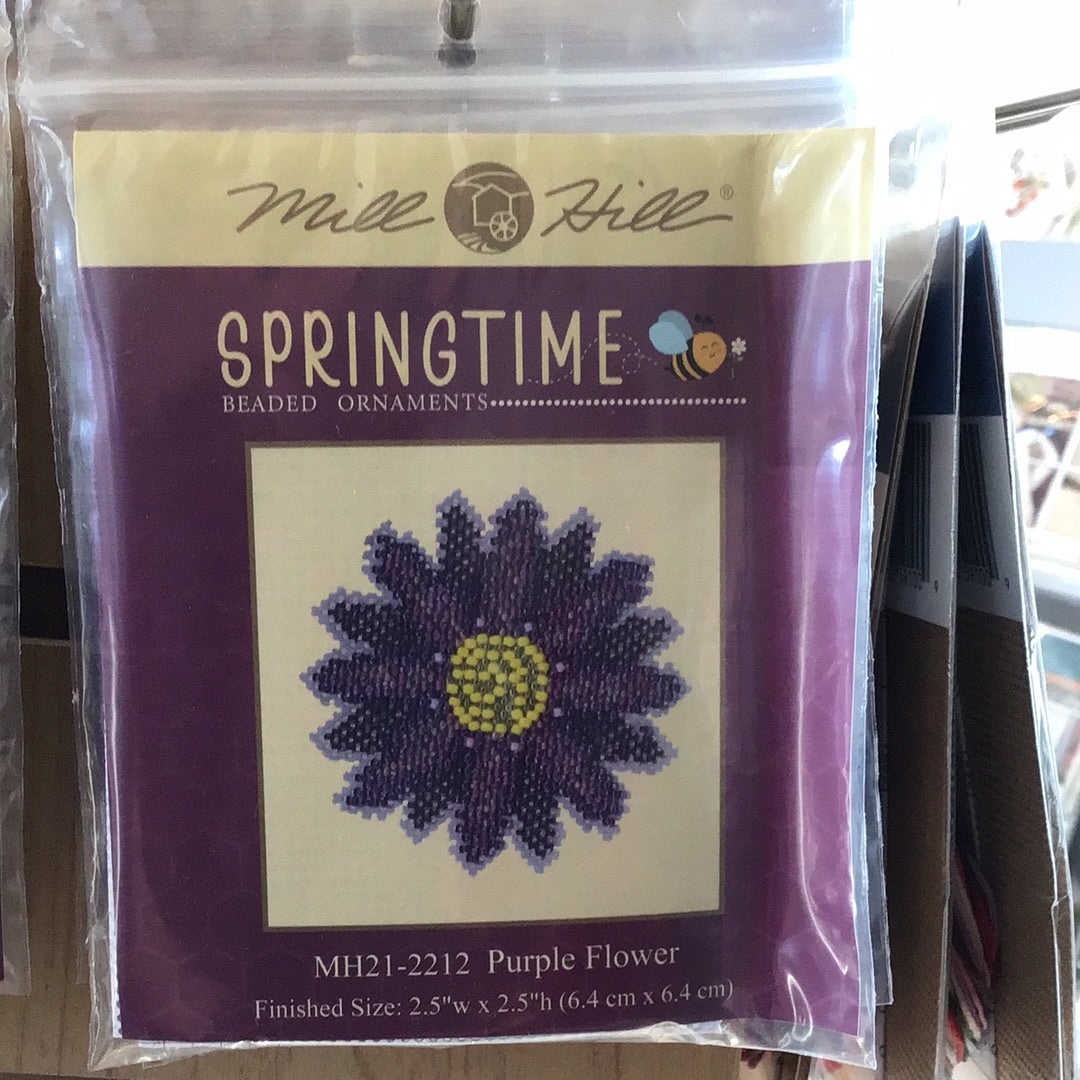 Mill Hill®
SPRINGTIME
BEADED ORNAMENTS
MH21-2212 Purple Flower
Finished Size: 2.5"w x 2.5"h (6.4 cm x 6.4 cm)